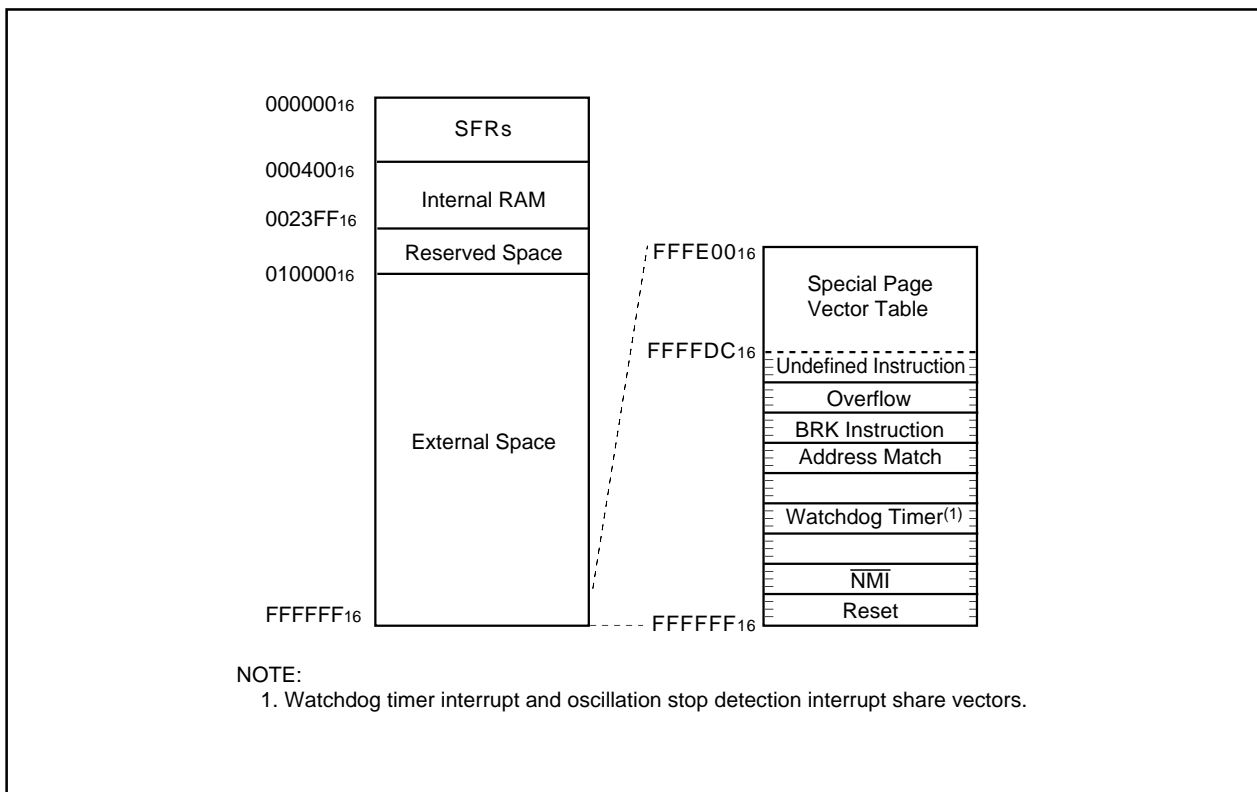 000000₁₆
SFRs
000400₁₆
Internal RAM
0023FF₁₆
Reserved Space
010000₁₆
External Space
FFFFFF₁₆
FFFE00₁₆
Special Page
Vector Table
FFFFDC₁₆
Undefined Instruction
Overflow
BRK Instruction
Address Match
Watchdog Timer(1)
NMI
Reset
FFFFFF₁₆
NOTE:
1. Watchdog timer interrupt and oscillation stop detection interrupt share vectors.